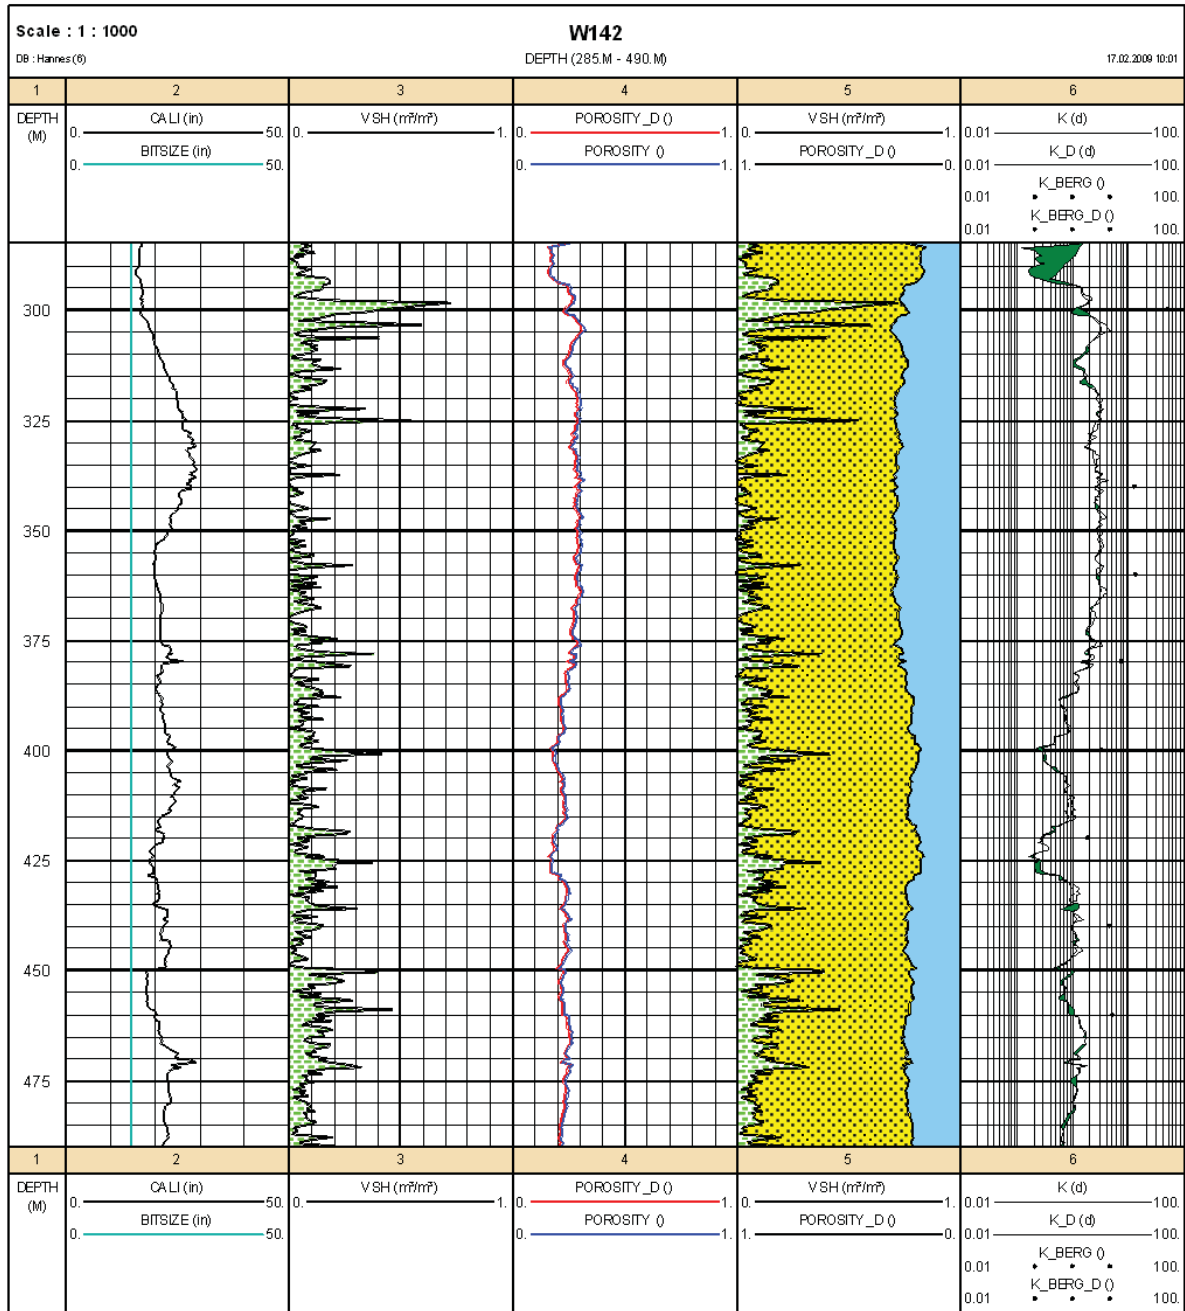 Scale : 1 : 1000
W142
DB : Hannes (6)
DEPTH (285.M - 490.M)
17.02.2009 10:01
1 2 3 4 5 6
DEPTH (M)
0. CALI (in) 50.
0. BITSIZE (in) 50.
0. VSH (m³/m³) 1.
0. POROSITY_D () 1.
0. POROSITY () 1.
0. VSH (m³/m³) 1.
1. POROSITY_D () 0.
0.01 K (d) 100.
0.01 K_D (d) 100.
0.01 K_BERG () 100.
0.01 K_BERG_D () 100.
300
325
350
375
400
425
450
475
1 2 3 4 5 6
DEPTH (M)
0. CALI (in) 50.
0. BITSIZE (in) 50.
0. VSH (m³/m³) 1.
0. POROSITY_D () 1.
0. POROSITY () 1.
0. VSH (m³/m³) 1.
1. POROSITY_D () 0.
0.01 K (d) 100.
0.01 K_D (d) 100.
0.01 K_BERG () 100.
0.01 K_BERG_D () 100.